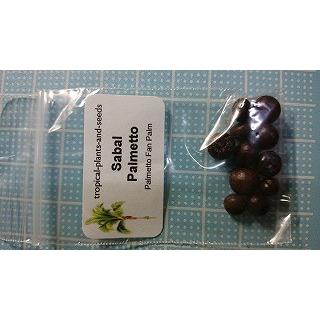 tropical-plants-and-seeds
Sabal
Palmetto
Palmetto Fan Palm